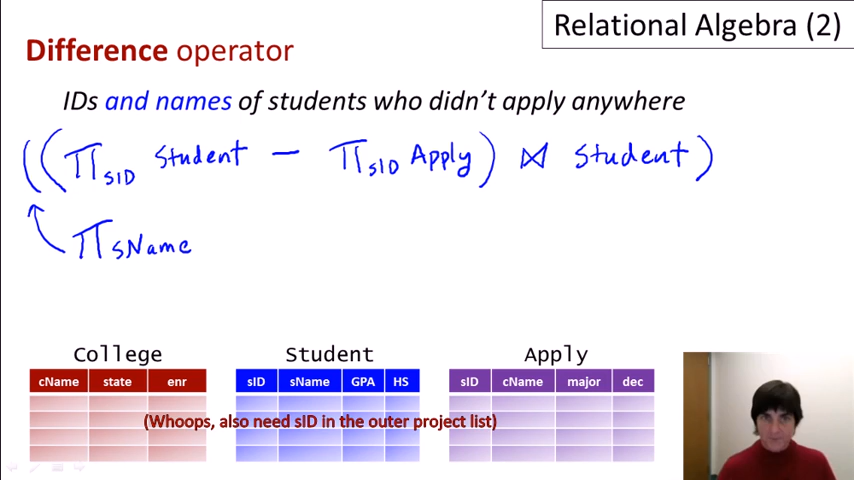 Relational Algebra (2)
Difference operator
IDs and names of students who didn't apply anywhere
((π sID Student − π sID Apply) ⋈ Student)
π sName
College Student Apply
cName state enr sID sName GPA HS sID cName major dec
(Whoops, also need sID in the outer project list)